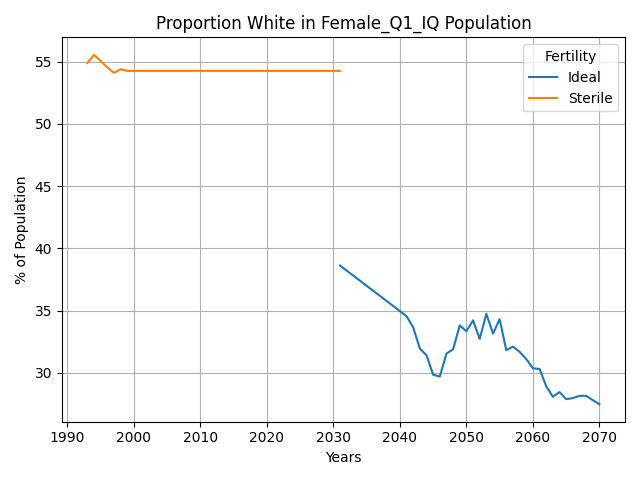 Proportion White in Female_Q1_IQ Population
Fertility
Ideal
Sterile
% of Population
55
50
45
40
35
30
1990
2000
2010
2020
2030
2040
2050
2060
2070
Years